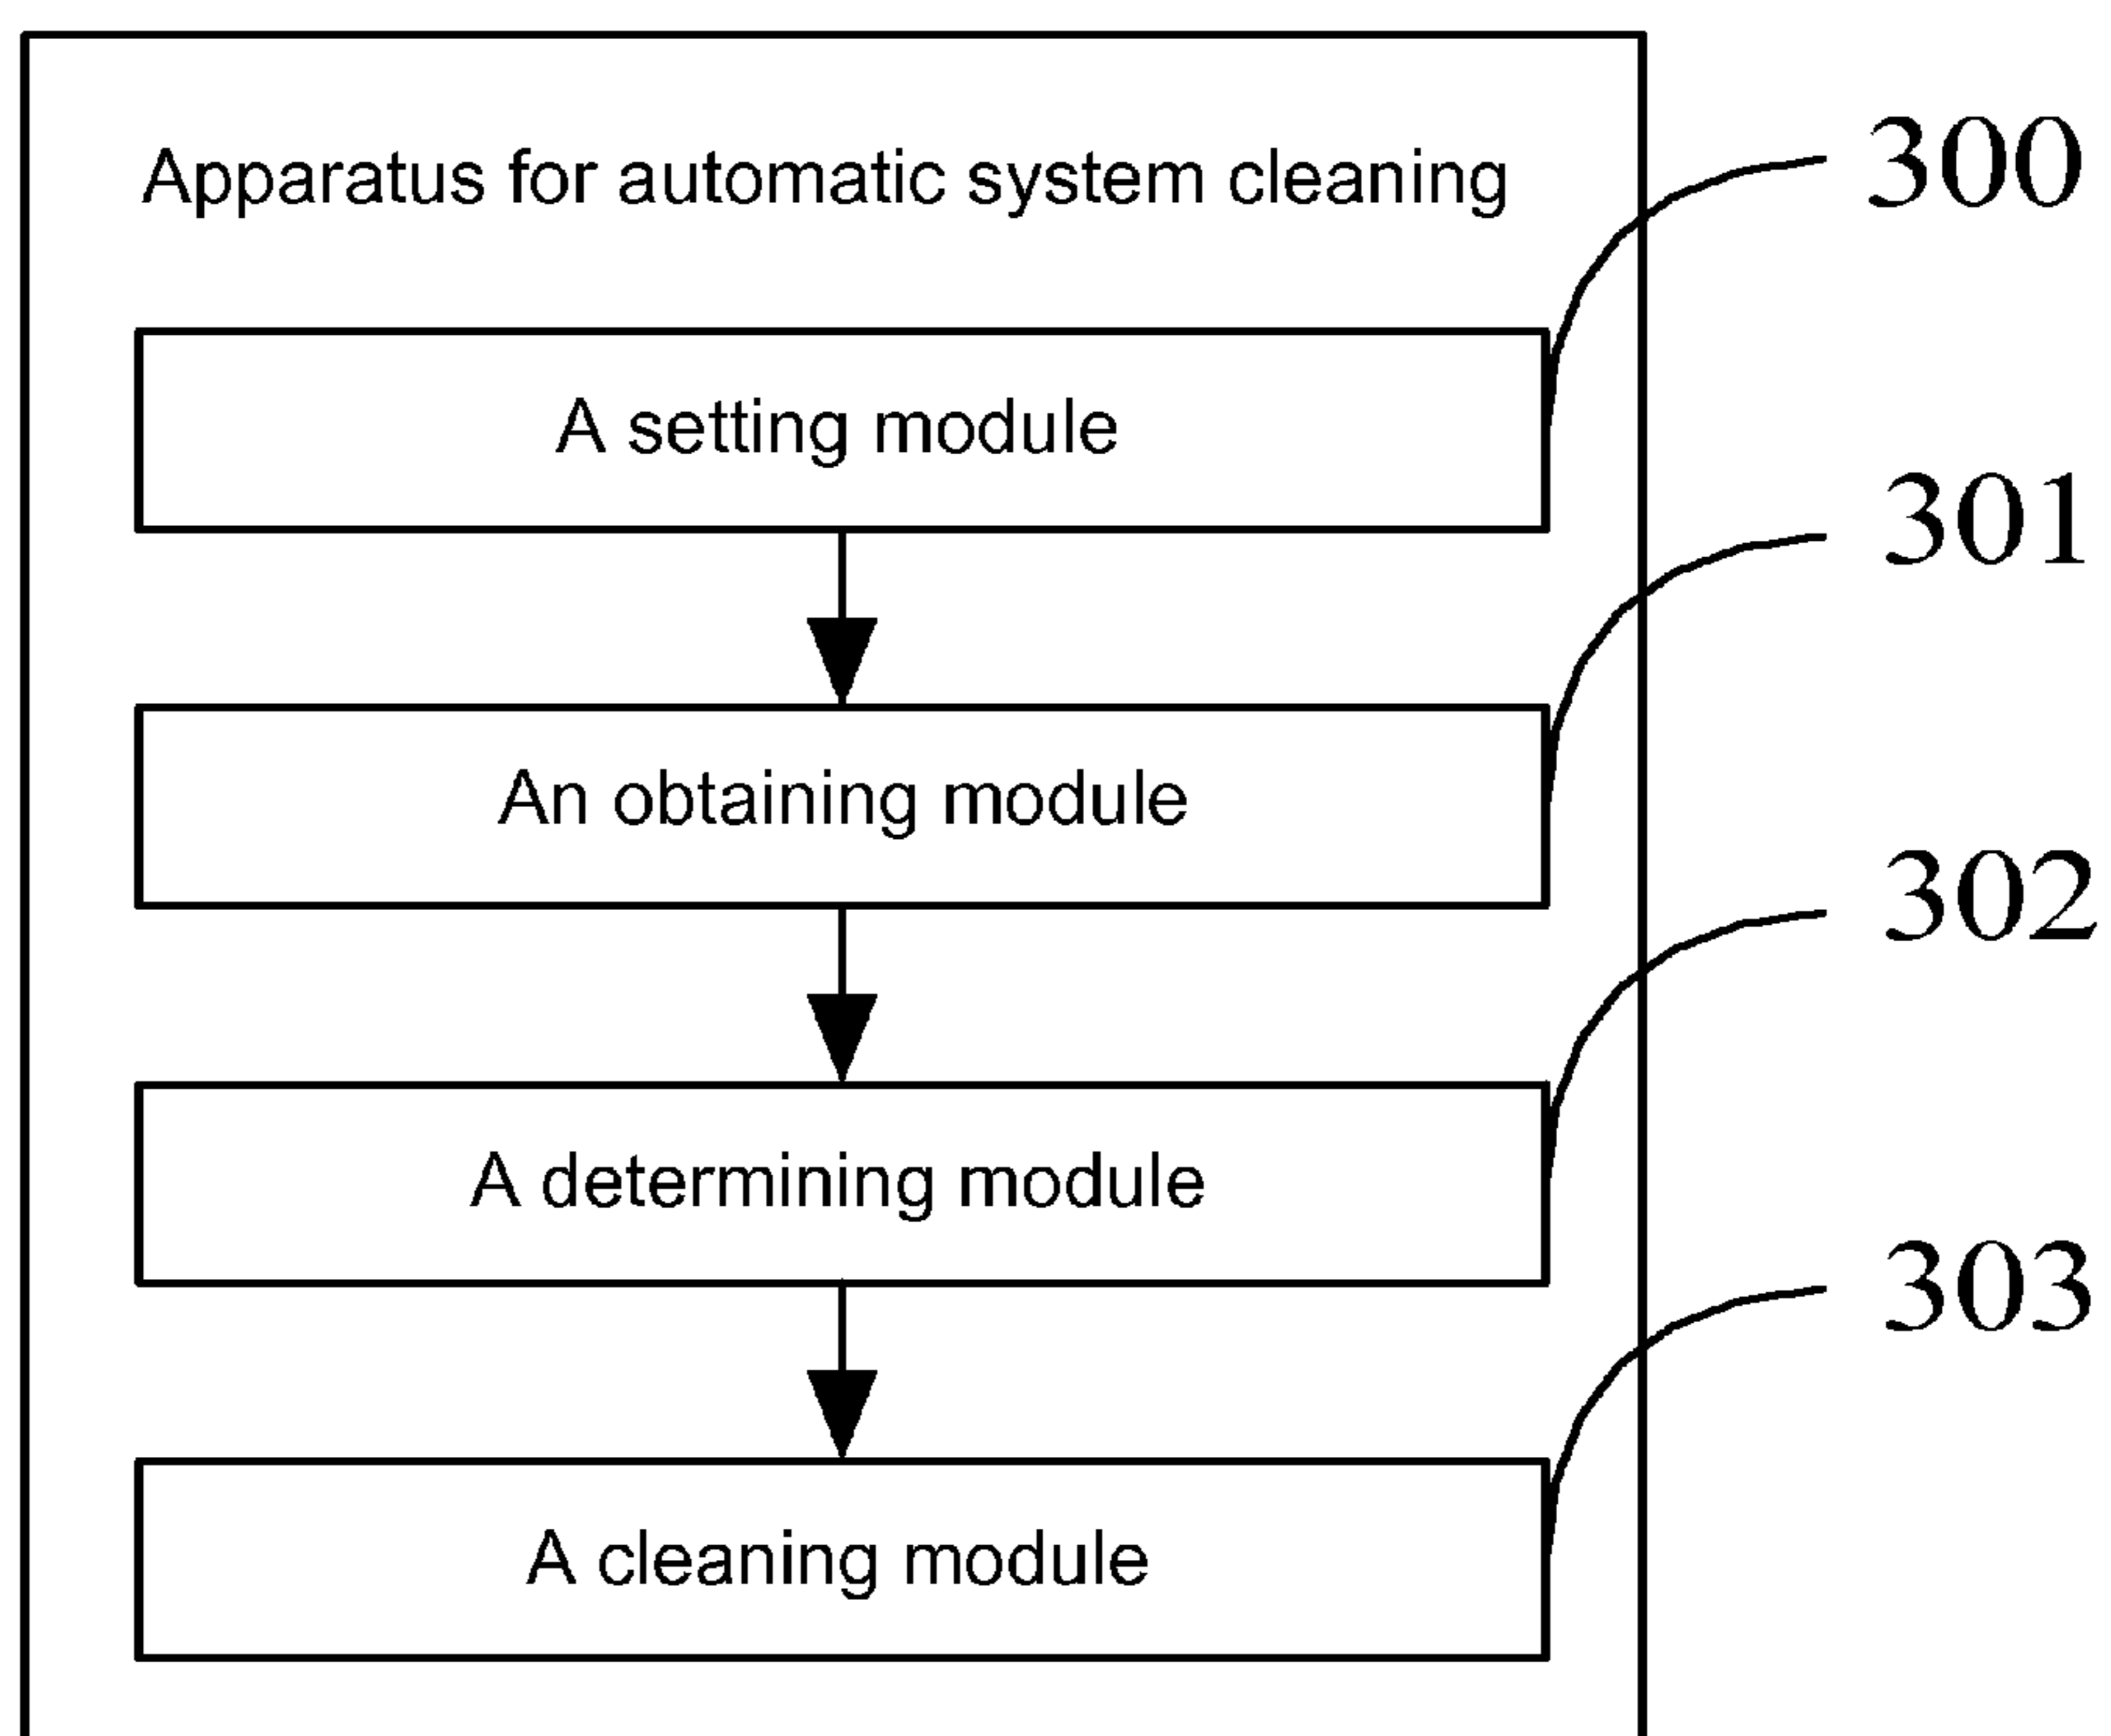 Apparatus for automatic system cleaning
300
A setting module
301
An obtaining module
302
A determining module
303
A cleaning module